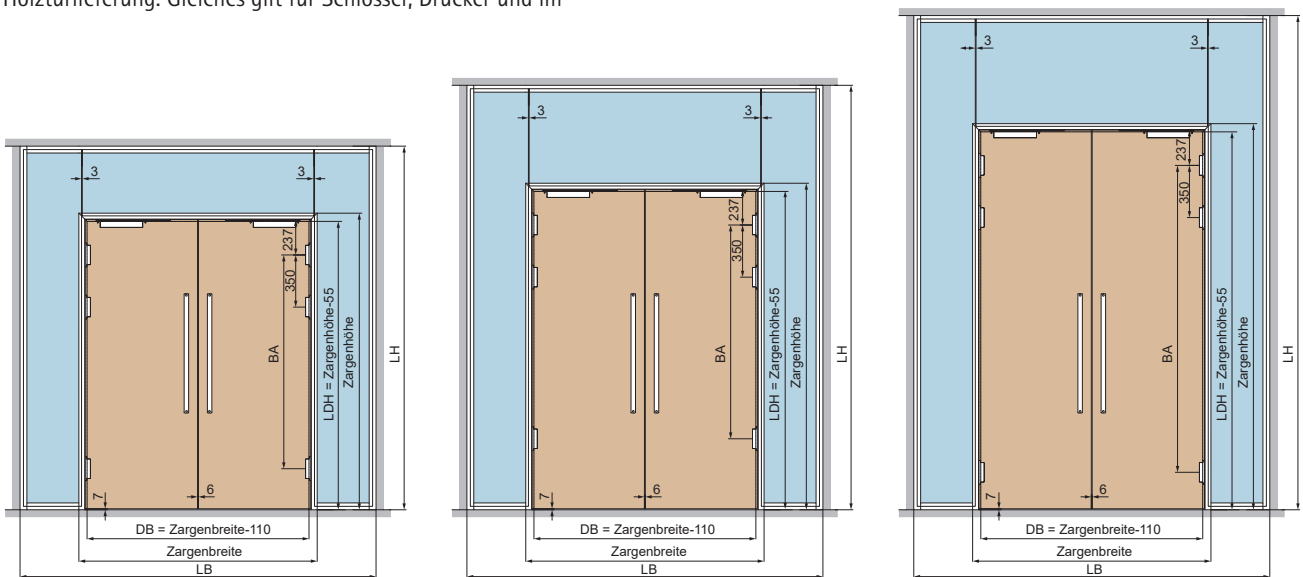 Holztürlieferung. Gleiches gilt für Schlösser, Drücker und im
3
3
237
350
BA
LDH = Zargenhöhe-55
Zargenhöhe
LH
7
6
DB = Zargenbreite-110
Zargenbreite
LB
3
3
237
350
BA
LDH = Zargenhöhe-55
Zargenhöhe
LH
7
6
DB = Zargenbreite-110
Zargenbreite
LB
3
3
237
350
BA
LDH = Zargenhöhe-55
Zargenhöhe
LH
7
6
DB = Zargenbreite-110
Zargenbreite
LB